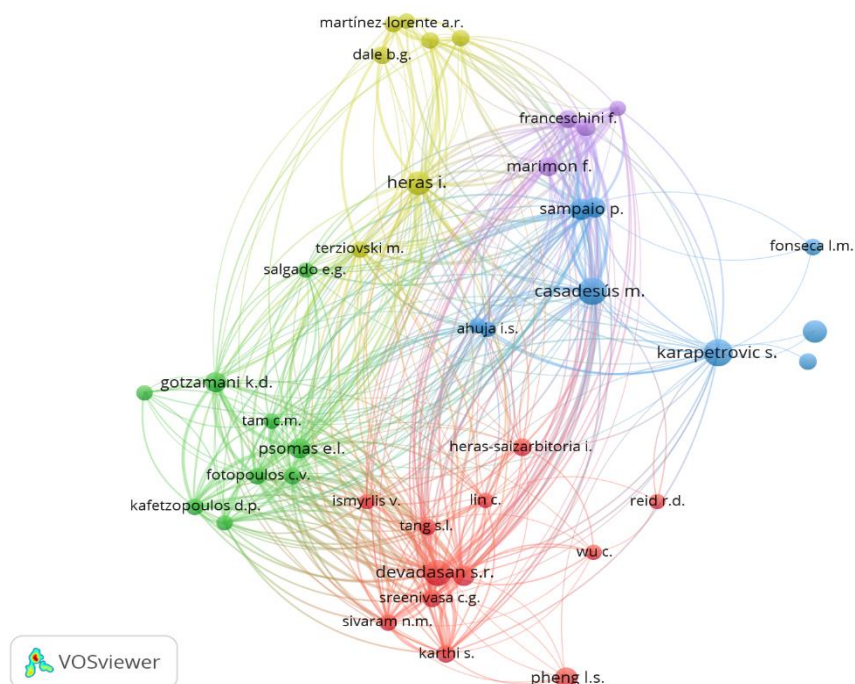 martínez-lorente a.r.
dale b.g.
franceschini f.
marimon f.
heras i.
sampaio p.
terziovski m.
fonseca l.m.
salgado e.g.
casadesús m.
ahuja i.s.
karapetrovic s.
gotzamani k.d.
tam c.m.
psomas e.l.
heras-saizarbitoria i.
fotopoulos c.v.
kafetzopoulos d.p.
ismyrlis v.
lin c.
reid r.d.
tang s.l.
wu c.
devadasan s.r.
sreenivasa c.g.
sivaram n.m.
karthi s.
pheng l.s.
VOSviewer